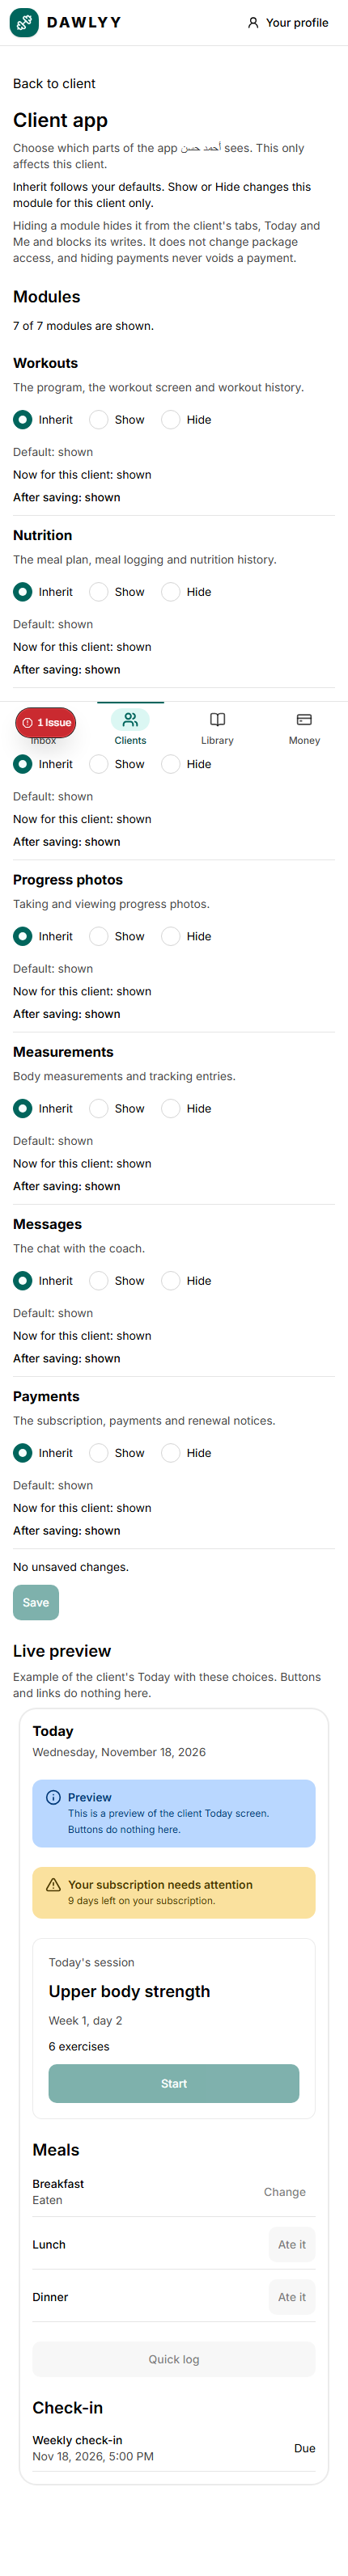 DAWLYY
Your profile
Back to client
Client app
Choose which parts of the app أحمد حسن sees. This only
affects this client.
Inherit follows your defaults. Show or Hide changes this
module for this client only.
Hiding a module hides it from the client's tabs, Today and
Me and blocks its writes. It does not change package
access, and hiding payments never voids a payment.
Modules
7 of 7 modules are shown.
Workouts
The program, the workout screen and workout history.
Inherit Show Hide
Default: shown
Now for this client: shown
After saving: shown
Nutrition
The meal plan, meal logging and nutrition history.
Inherit Show Hide
Default: shown
Now for this client: shown
After saving: shown
1 Issue
Inbox Clients Library Money
Inherit Show Hide
Default: shown
Now for this client: shown
After saving: shown
Progress photos
Taking and viewing progress photos.
Inherit Show Hide
Default: shown
Now for this client: shown
After saving: shown
Measurements
Body measurements and tracking entries.
Inherit Show Hide
Default: shown
Now for this client: shown
After saving: shown
Messages
The chat with the coach.
Inherit Show Hide
Default: shown
Now for this client: shown
After saving: shown
Payments
The subscription, payments and renewal notices.
Inherit Show Hide
Default: shown
Now for this client: shown
After saving: shown
No unsaved changes.
Save
Live preview
Example of the client's Today with these choices. Buttons
and links do nothing here.
Today
Wednesday, November 18, 2026
Preview
This is a preview of the client Today screen.
Buttons do nothing here.
Your subscription needs attention
9 days left on your subscription.
Today's session
Upper body strength
Week 1, day 2
6 exercises
Start
Meals
Breakfast
Eaten
Change
Lunch
Ate it
Dinner
Ate it
Quick log
Check-in
Weekly check-in
Nov 18, 2026, 5:00 PM
Due